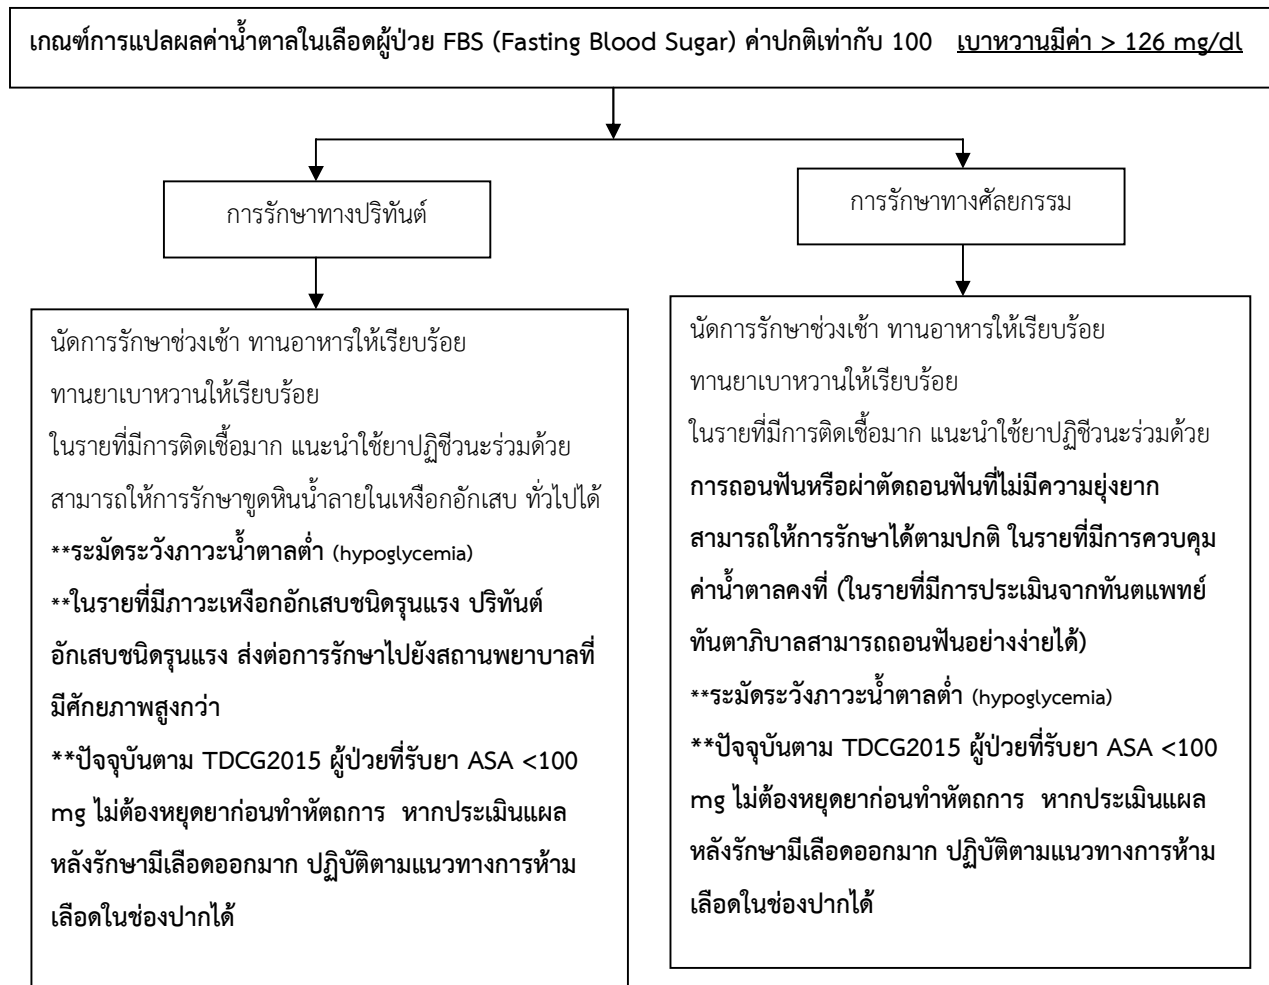 เกณฑ์การแปลผลค่าน้ำตาลในเลือดผู้ป่วย FBS (Fasting Blood Sugar) ค่าปกติเท่ากับ 100 เบาหวานมีค่า > 126 mg/dl
การรักษาทางปริทันต์
นัดการรักษาช่วงเช้า ทานอาหารให้เรียบร้อย
ทานยาเบาหวานให้เรียบร้อย
ในรายที่มีการติดเชื้อมาก แนะนำใช้ยาปฏิชีวนะร่วมด้วย
สามารถให้การรักษาขูดหินน้ำลายในเหงือกอักเสบ ทั่วไปได้
**ระมัดระวังภาวะน้ำตาลต่ำ (hypoglycemia)
**ในรายที่มีภาวะเหงือกอักเสบชนิดรุนแรง ปริทันต์
อักเสบชนิดรุนแรง ส่งต่อการรักษาไปยังสถานพยาบาลที่
มีศักยภาพสูงกว่า
**ปัจจุบันตาม TDCG2015 ผู้ป่วยที่รับยา ASA <100
mg ไม่ต้องหยุดยาก่อนทำหัตถการ หากประเมินแผล
หลังรักษามีเลือดออกมาก ปฏิบัติตามแนวทางการห้าม
เลือดในช่องปากได้
การรักษาทางศัลยกรรม
นัดการรักษาช่วงเช้า ทานอาหารให้เรียบร้อย
ทานยาเบาหวานให้เรียบร้อย
ในรายที่มีการติดเชื้อมาก แนะนำใช้ยาปฏิชีวนะร่วมด้วย
การถอนฟันหรือผ่าตัดถอนฟันที่ไม่มีความยุ่งยาก
สามารถให้การรักษาได้ตามปกติ ในรายที่มีการควบคุม
ค่าน้ำตาลคงที่ (ในรายที่มีการประเมินจากทันตแพทย์
ทันตาภิบาลสามารถถอนฟันอย่างง่ายได้)
**ระมัดระวังภาวะน้ำตาลต่ำ (hypoglycemia)
**ปัจจุบันตาม TDCG2015 ผู้ป่วยที่รับยา ASA <100
mg ไม่ต้องหยุดยาก่อนทำหัตถการ หากประเมินแผล
หลังรักษามีเลือดออกมาก ปฏิบัติตามแนวทางการห้าม
เลือดในช่องปากได้